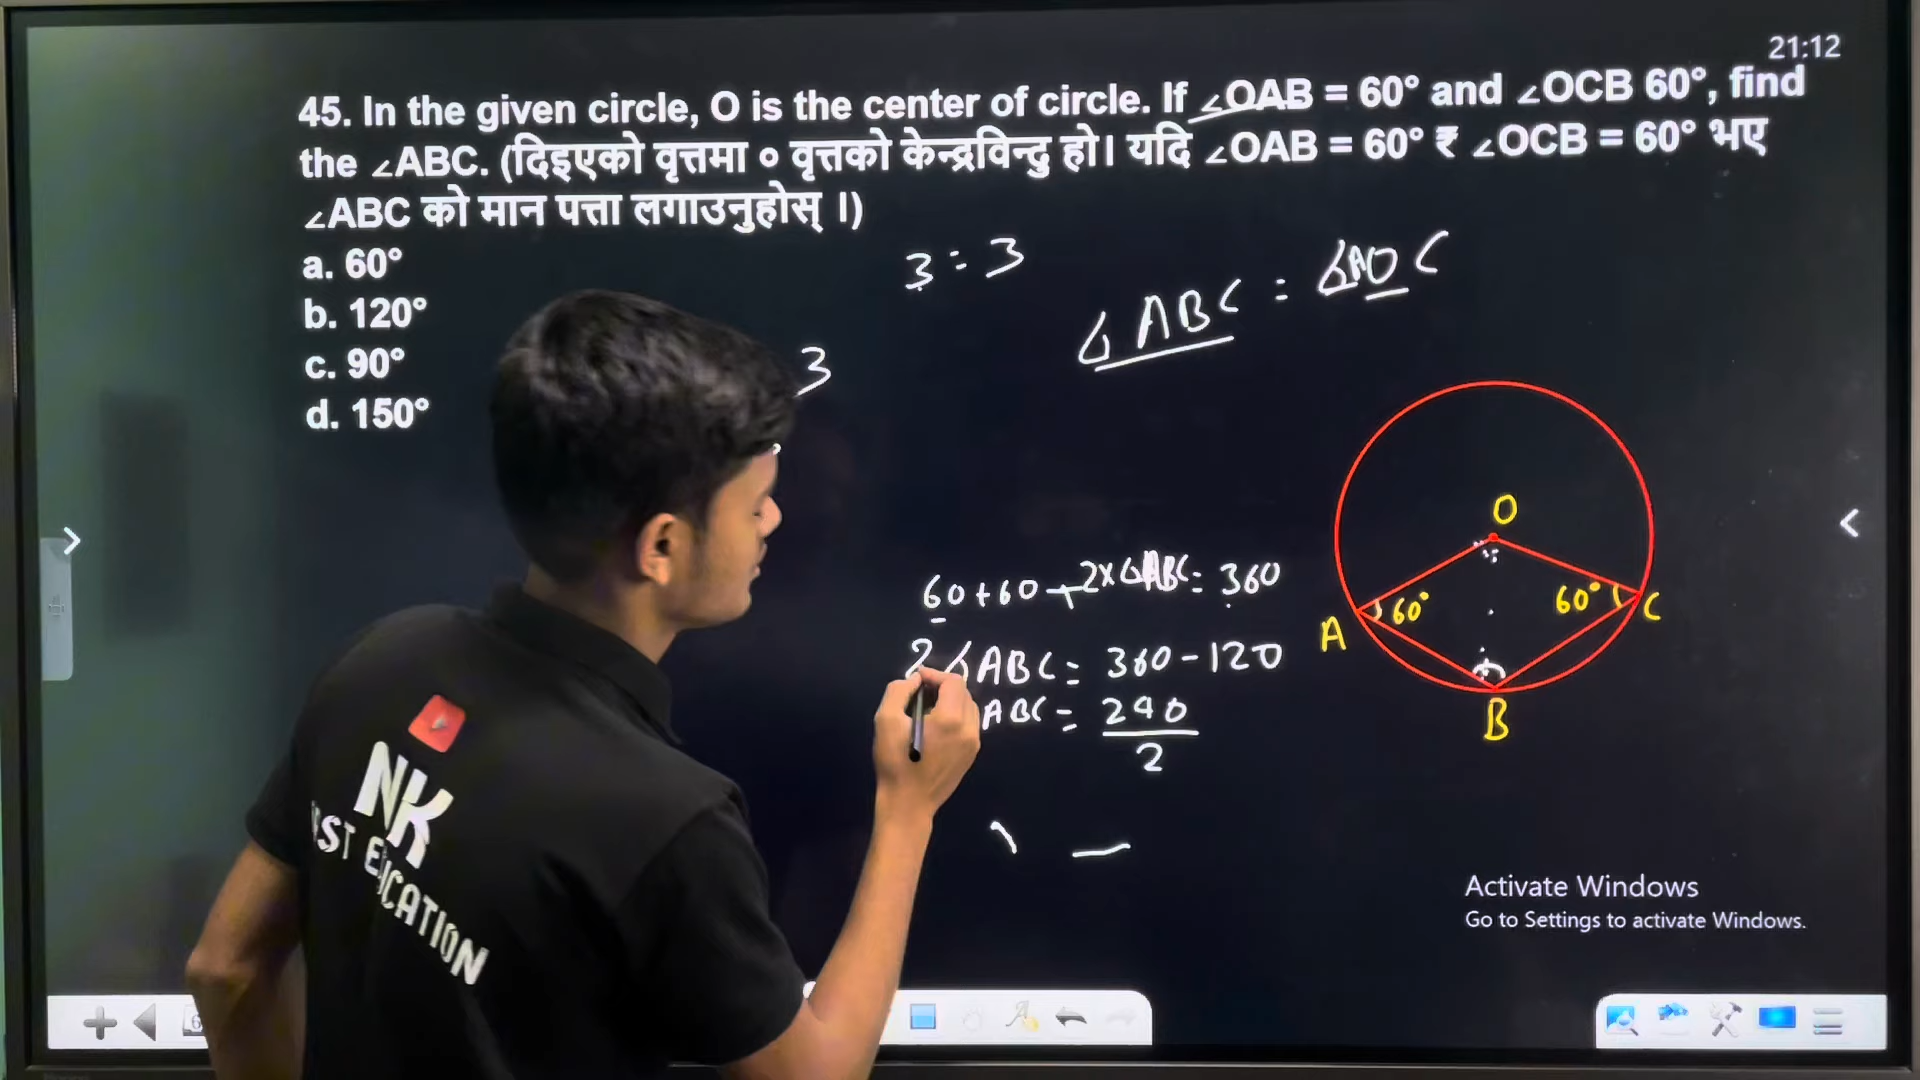 21:12
45. In the given circle, O is the center of circle. If ∠OAB = 60° and ∠OCB 60°, find
the ∠ABC. (दिइएको वृत्तमा ० वृत्तको केन्द्रविन्दु हो। यदि ∠OAB = 60° ₹ ∠OCB = 60° भए
∠ABC को मान पत्ता लगाउनुहोस् ।)
a. 60°
b. 120°
c. 90°
d. 150°
3 = 3
∠ABC = ∠AOC
3
O
60+60+2×∠ABC = 360
A 60° 60° C
2∠ABC = 360-120
ABC = 240
2
B
NK
EDUCATION
Activate Windows
Go to Settings to activate Windows.